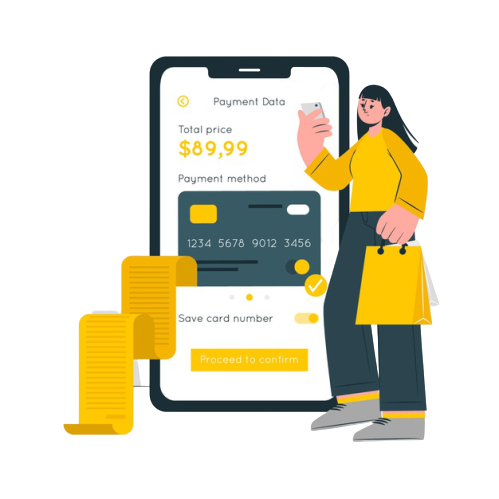 Payment Data
Total price
$89,99
Payment method
1234 5678 9012 3456
Save card number
Proceed to confirm